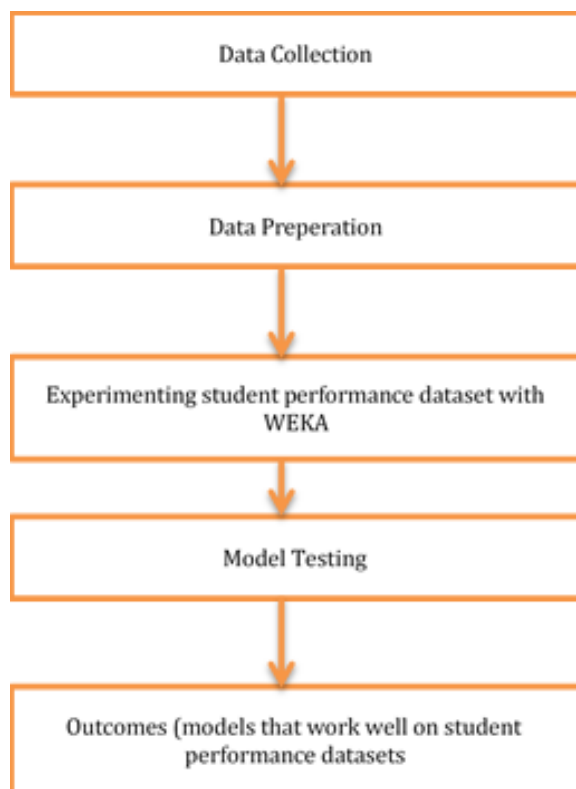 Data Collection
Data Preperation
Experimenting student performance dataset with
WEKA
Model Testing
Outcomes (models that work well on student
performance datasets